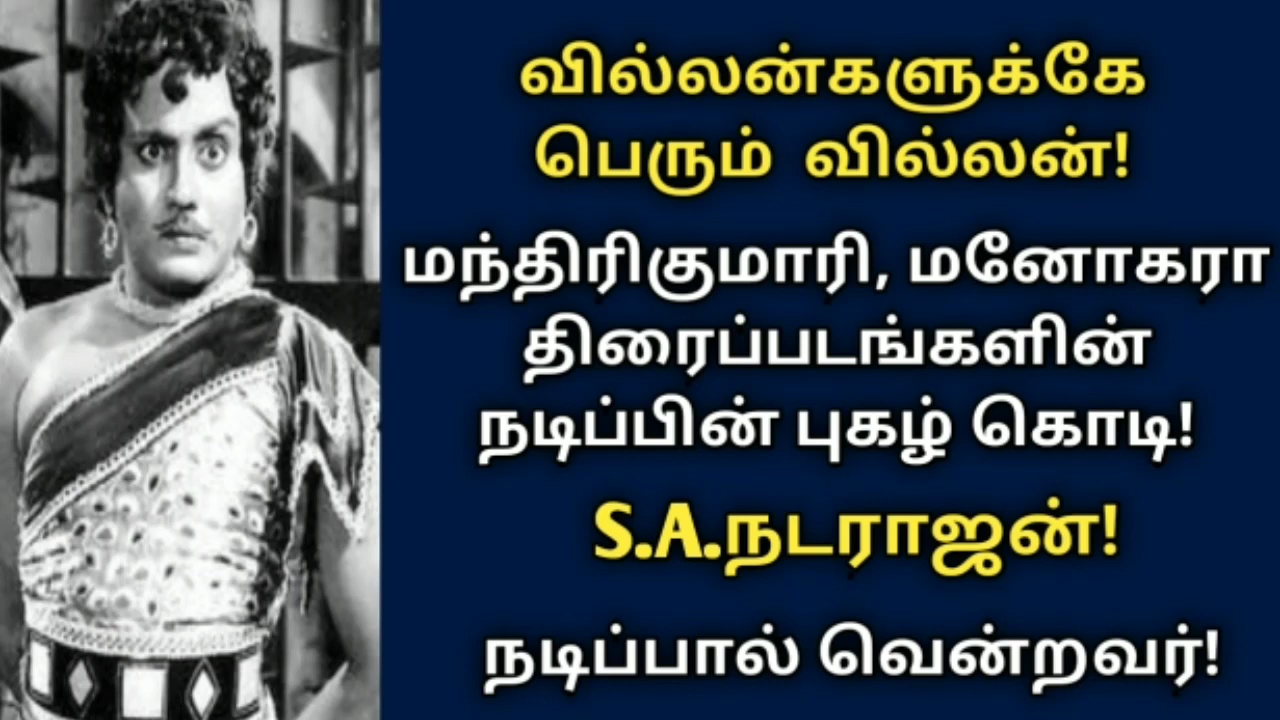 வில்லன்களுக்கே
பெரும் வில்லன்!
மந்திரிகுமாரி, மனோகரா
திரைப்படங்களின்
நடிப்பின் புகழ் கொடி!
S.A.நடராஜன்!
நடிப்பால் வென்றவர்!